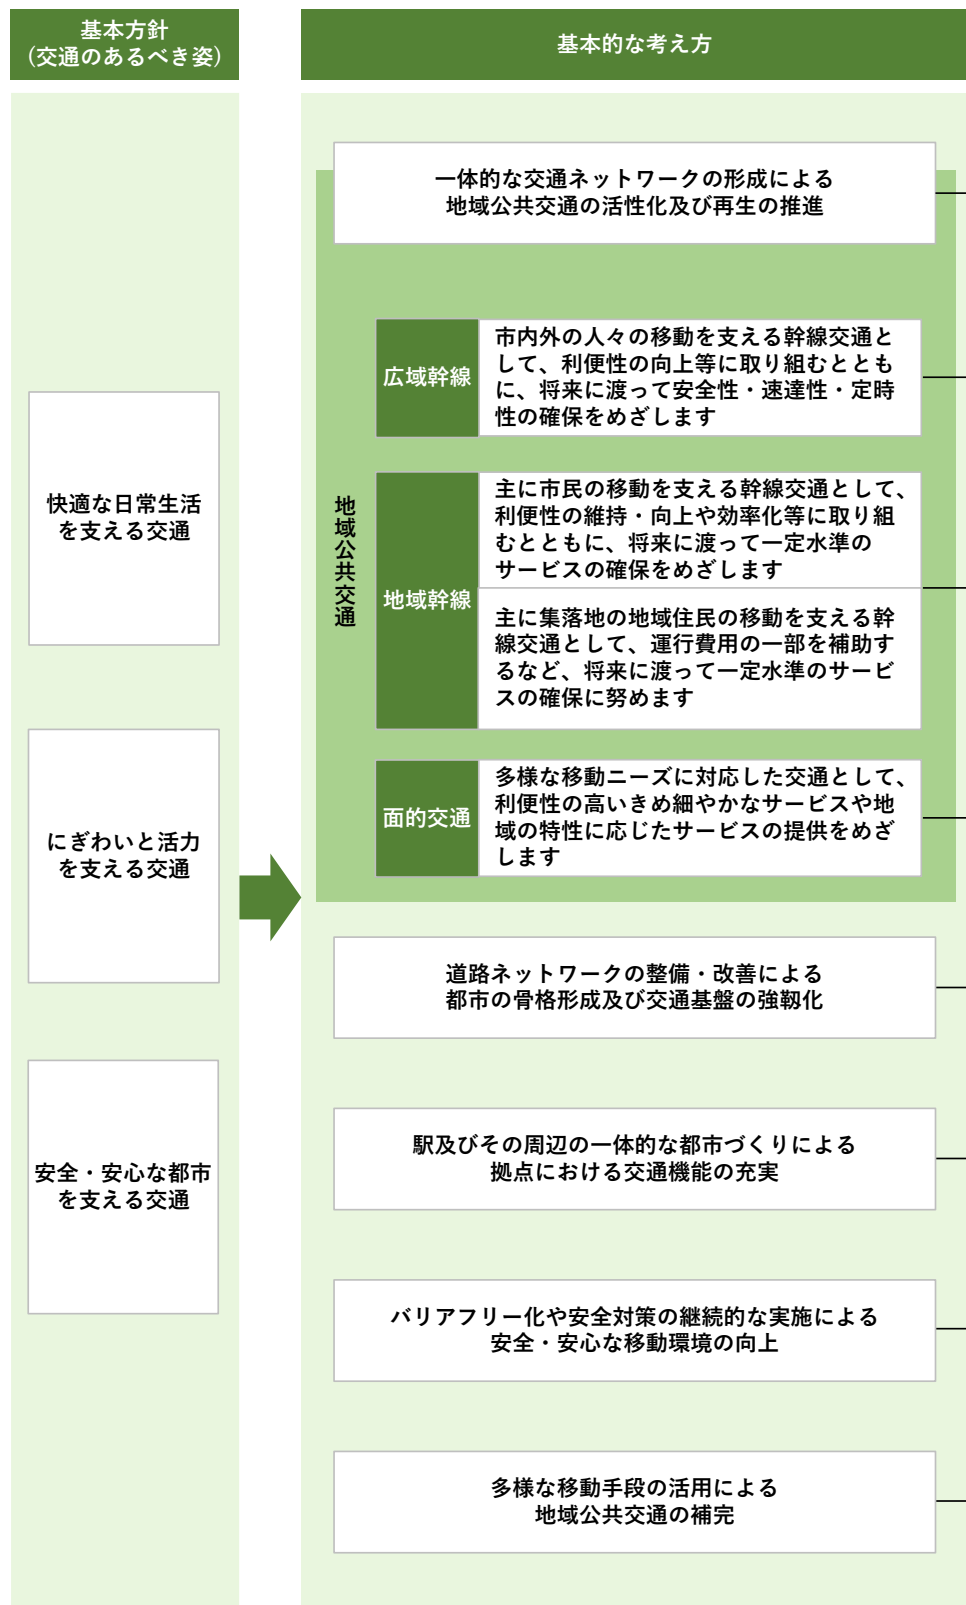 基本方針
(交通のあるべき姿)
快適な日常生活
を支える交通
にぎわいと活力
を支える交通
安全・安心な都市
を支える交通
基本的な考え方
一体的な交通ネットワークの形成による
地域公共交通の活性化及び再生の推進
地域公共交通
広域幹線
市内外の人々の移動を支える幹線交通と
して、利便性の向上等に取り組むととも
に、将来に渡って安全性・速達性・定時
性の確保をめざします
地域幹線
主に市民の移動を支える幹線交通として、
利便性の維持・向上や効率化等に取り組
むとともに、将来に渡って一定水準の
サービスの確保をめざします
主に集落地の地域住民の移動を支える幹
線交通として、運行費用の一部を補助す
るなど、将来に渡って一定水準のサービ
スの確保に努めます
面的交通
多様な移動ニーズに対応した交通として、
利便性の高いきめ細やかなサービスや地
域の特性に応じたサービスの提供をめざ
します
道路ネットワークの整備・改善による
都市の骨格形成及び交通基盤の強靱化
駅及びその周辺の一体的な都市づくりによる
拠点における交通機能の充実
バリアフリー化や安全対策の継続的な実施による
安全・安心な移動環境の向上
多様な移動手段の活用による
地域公共交通の補完